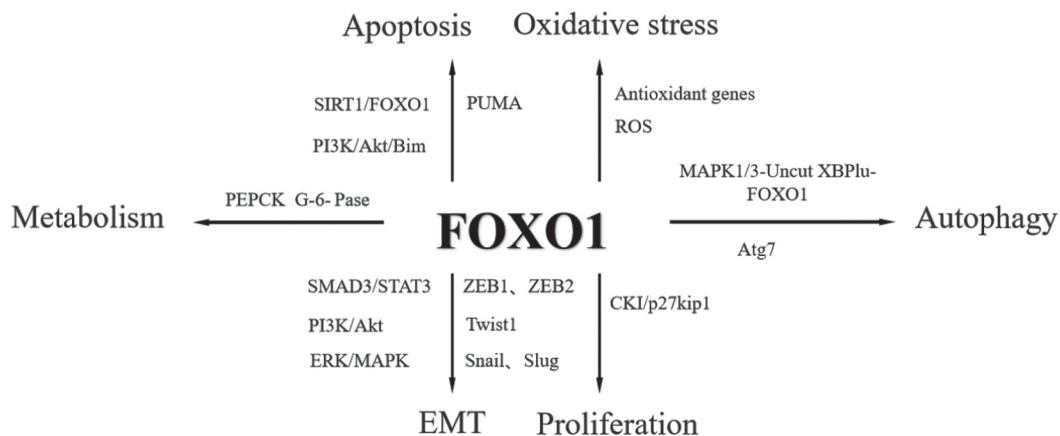 Apoptosis
Oxidative stress
SIRT1/FOXO1
PUMA
PI3K/Akt/Bim
Antioxidant genes
ROS
MAPK1/3-Uncut XBPlu-
FOXO1
PEPCK G-6- Pase
Metabolism
FOXO1
Autophagy
Atg7
SMAD3/STAT3
ZEB1、ZEB2
CKI/p27kip1
PI3K/Akt
Twist1
ERK/MAPK
Snail、Slug
EMT
Proliferation